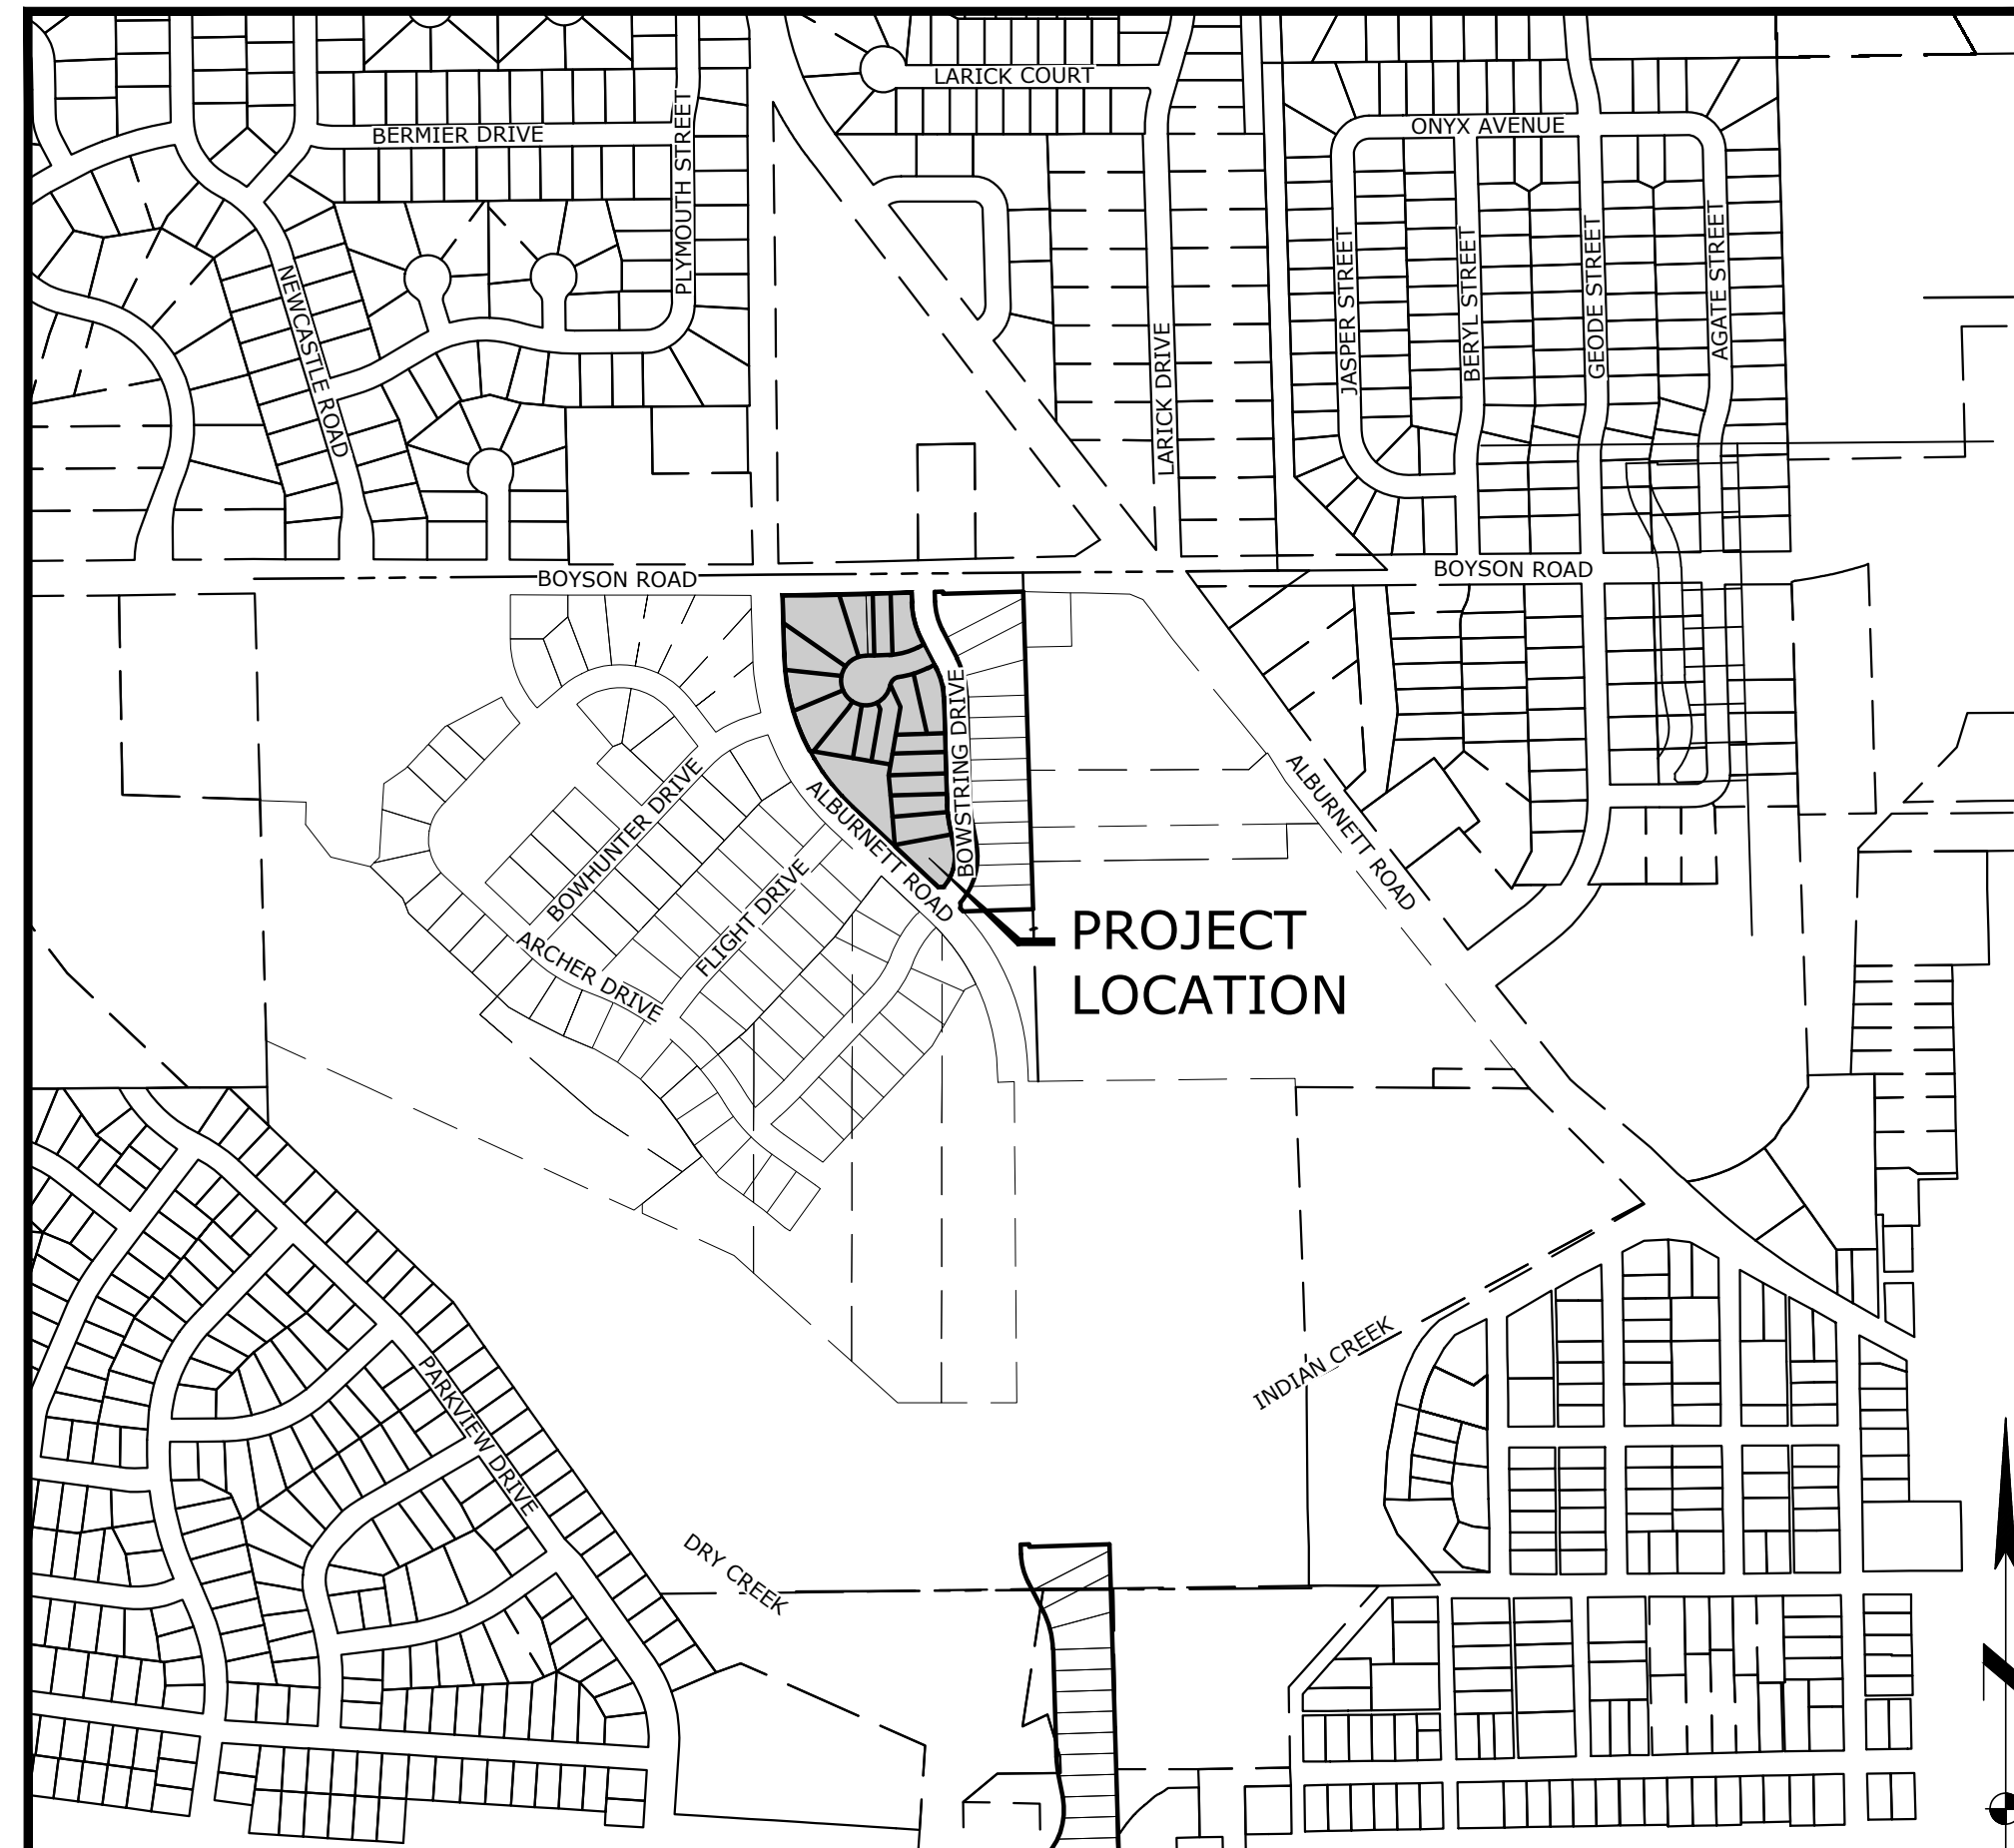 LARICK COURT
BERMIER DRIVE
ONYX AVENUE
PLYMOUTH STREET
NEWCASTLE ROAD
LARICK DRIVE
JASPER STREET
BERYL STREET
GEODE STREET
AGATE STREET
BOYSON ROAD
BOYSON ROAD
BOWSTRING DRIVE
BOWHUNTER DRIVE
ALBURNETT ROAD
ALBURNETT ROAD
FLIGHT DRIVE
ARCHER DRIVE
PROJECT
LOCATION
INDIAN CREEK
PARKVIEW DRIVE
DRY CREEK